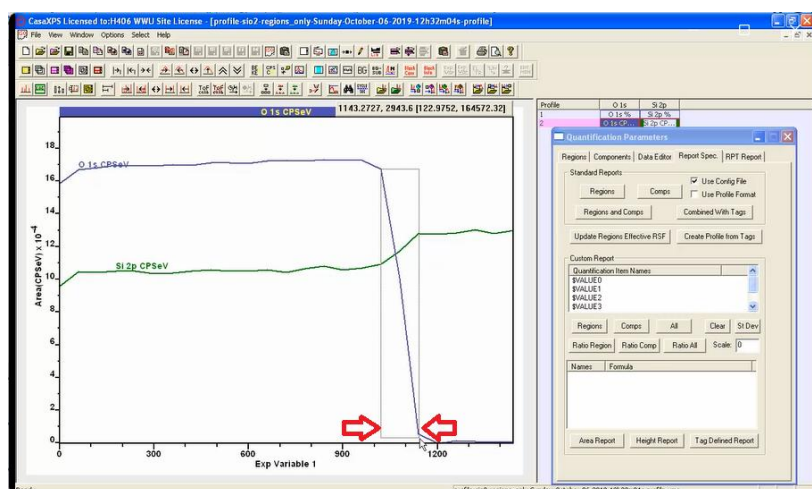 CasaXPS Licensed to:H406 WWU Site License - [profile-sio2-regions_only-Sunday-October-06-2019-12h32m04s-profile]
File View Window Options Select Help
O 1s CPSeV
1143.2727, 2943.6 [122.9752, 164572.32]
Profile O 1s Si 2p
1 O 1s % Si 2p %
2 O 1s CP... Si 2p CP...
Quantification Parameters
Regions Components Data Editor Report Spec. RPT Report
Standard Reports
Use Config File
Regions Comps Use Profile Format
Regions and Comps Combined With Tags
Update Regions Effective RSF Create Profile from Tags
Custom Report
Quantification Item Names
$VALUE0
$VALUE1
$VALUE2
$VALUE3
Regions Comps All Clear St Dev
Ratio Region Ratio Comp Ratio All Scale: 0
Names Formula
Area Report Height Report Tag Defined Report
18
16
14
12
10
8
6
4
2
0
Area(CPSeV) x 10⁻⁴
O 1s CPSeV
Si 2p CPSeV
0 300 600 900 1200
Exp Variable 1